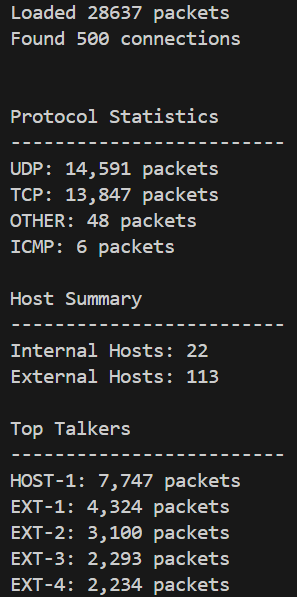 Loaded 28637 packets
Found 500 connections
Protocol Statistics
--------------------------
UDP: 14,591 packets
TCP: 13,847 packets
OTHER: 48 packets
ICMP: 6 packets
Host Summary
--------------------------
Internal Hosts: 22
External Hosts: 113
Top Talkers
--------------------------
HOST-1: 7,747 packets
EXT-1: 4,324 packets
EXT-2: 3,100 packets
EXT-3: 2,293 packets
EXT-4: 2,234 packets